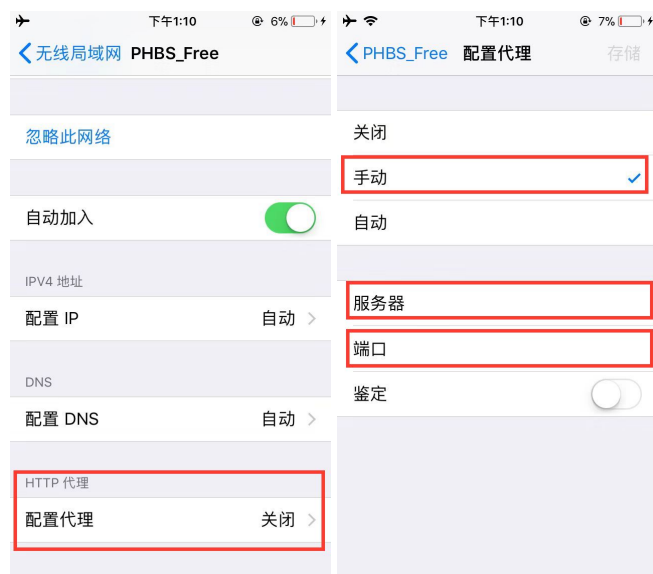 下午1:10 6%
无线局域网 PHBS_Free
忽略此网络
自动加入
IPV4 地址
配置 IP 自动
DNS
配置 DNS 自动
HTTP 代理
配置代理 关闭
下午1:10 7%
PHBS_Free 配置代理 存储
关闭
手动
自动
服务器
端口
鉴定